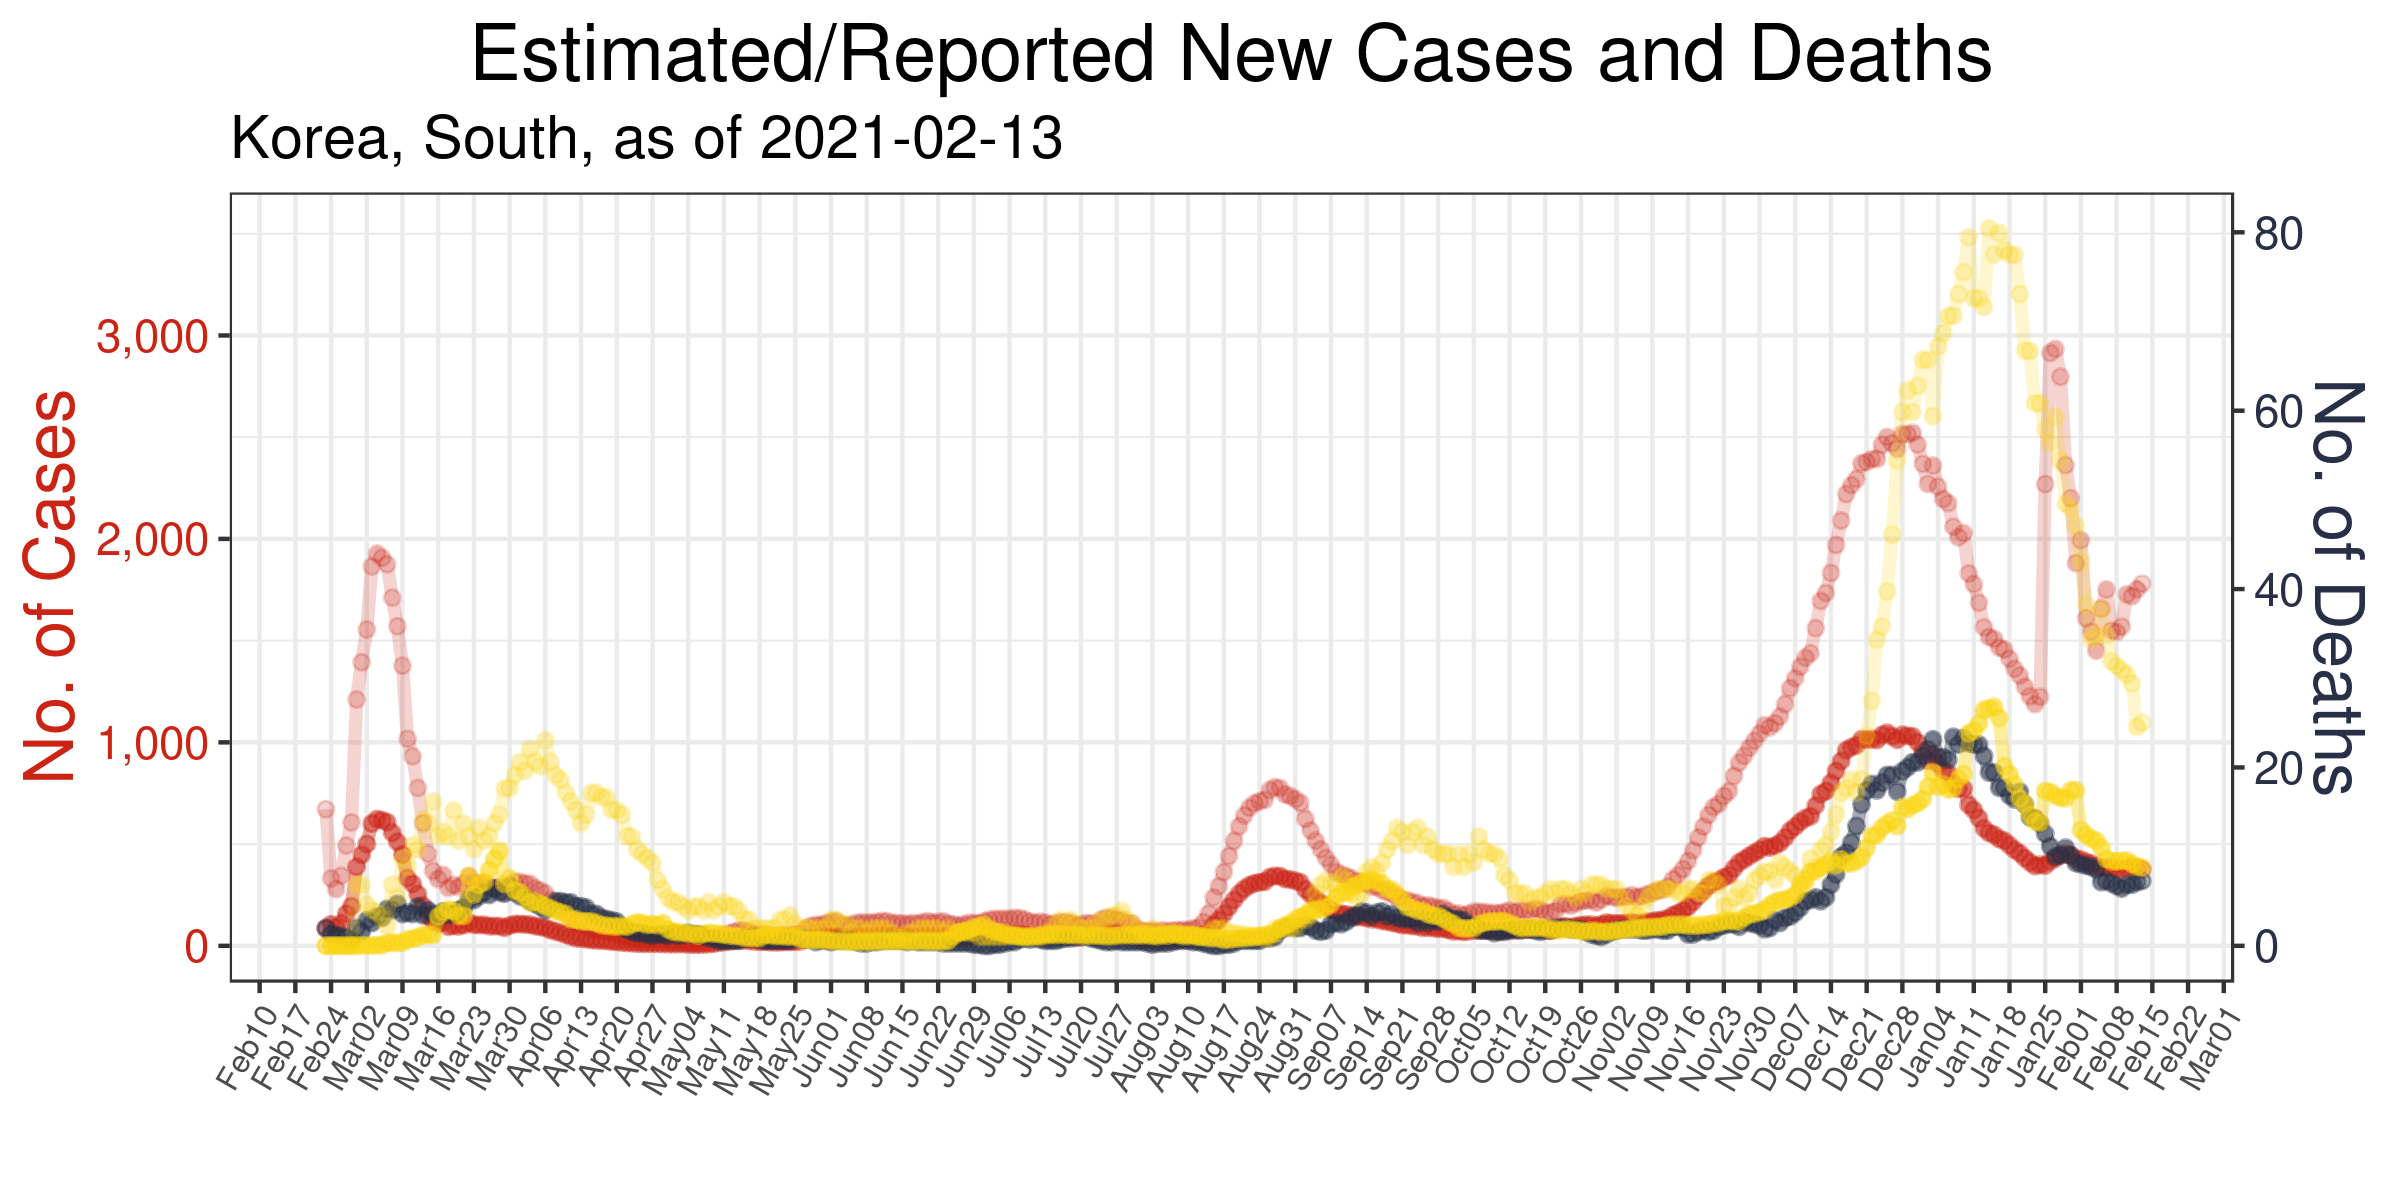 Estimated/Reported New Cases and Deaths
Korea, South, as of 2021-02-13
No. of Cases
3,000
2,000
1,000
0
80
60
40
20
0
No. of Deaths
Feb10
Feb17
Feb24
Mar02
Mar09
Mar16
Mar23
Mar30
Apr06
Apr13
Apr20
Apr27
May04
May11
May18
May25
Jun01
Jun08
Jun15
Jun22
Jun29
Jul06
Jul13
Jul20
Jul27
Aug03
Aug10
Aug17
Aug24
Aug31
Sep07
Sep14
Sep21
Sep28
Oct05
Oct12
Oct19
Oct26
Nov02
Nov09
Nov16
Nov23
Nov30
Dec07
Dec14
Dec21
Dec28
Jan04
Jan11
Jan18
Jan25
Feb01
Feb08
Feb15
Feb22
Mar01